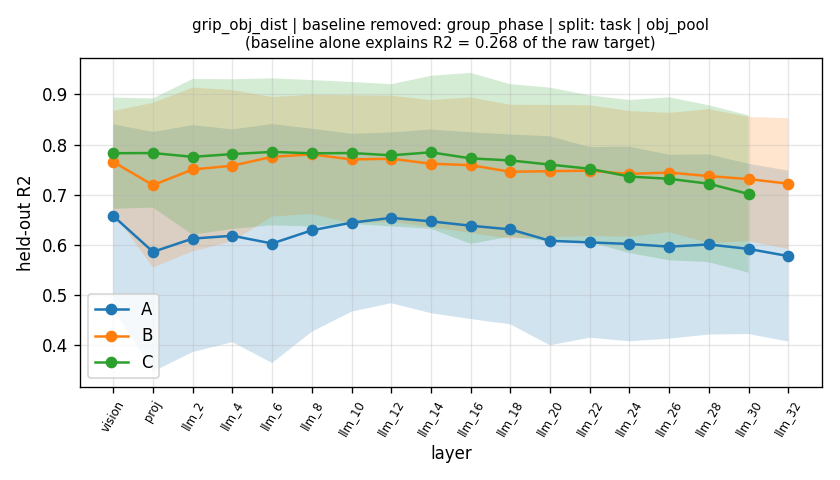 grip_obj_dist | baseline removed: group_phase | split: task | obj_pool
(baseline alone explains R2 = 0.268 of the raw target)
held-out R2
0.9
0.8
0.7
0.6
0.5
0.4
A
B
C
vision
proj
llm_2
llm_4
llm_6
llm_8
llm_10
llm_12
llm_14
llm_16
llm_18
llm_20
llm_22
llm_24
llm_26
llm_28
llm_30
llm_32
layer